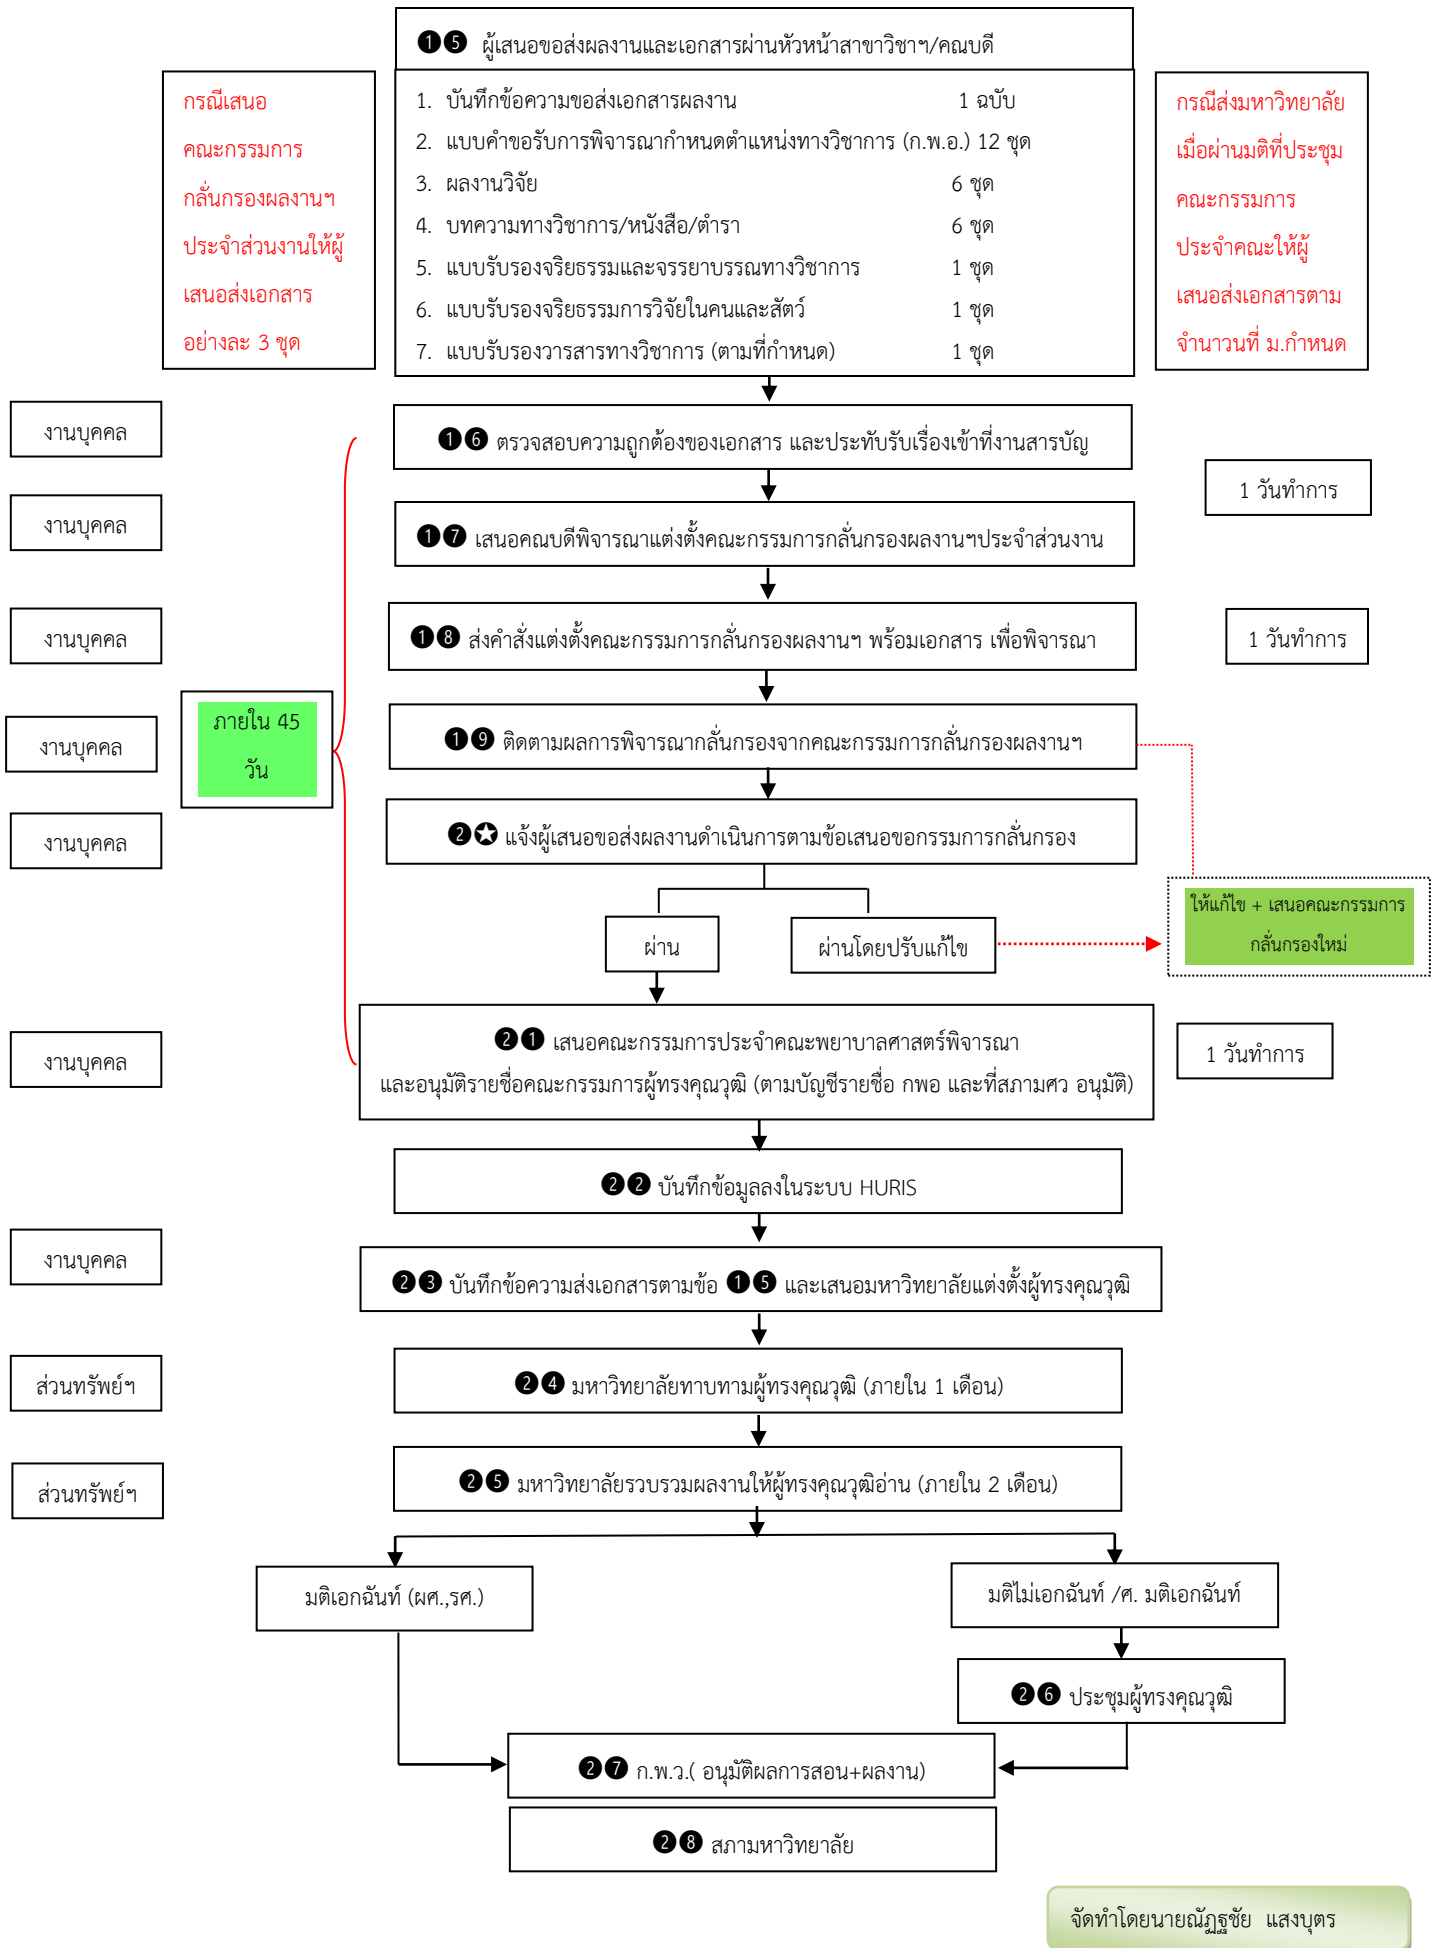 ❶❺ ผู้เสนอขอส่งผลงานและเอกสารผ่านหัวหน้าสาขาวิชาฯ/คณบดี
กรณีเสนอ
คณะกรรมการ
กลั่นกรองผลงานฯ
ประจำส่วนงานให้ผู้
เสนอส่งเอกสาร
อย่างละ 3 ชุด
1. บันทึกข้อความขอส่งเอกสารผลงาน 1 ฉบับ
2. แบบคำขอรับการพิจารณากำหนดตำแหน่งทางวิชาการ (ก.พ.อ.) 12 ชุด
3. ผลงานวิจัย 6 ชุด
4. บทความทางวิชาการ/หนังสือ/ตำรา 6 ชุด
5. แบบรับรองจริยธรรมและจรรยาบรรณทางวิชาการ 1 ชุด
6. แบบรับรองจริยธรรมการวิจัยในคนและสัตว์ 1 ชุด
7. แบบรับรองวารสารทางวิชาการ (ตามที่กำหนด) 1 ชุด
กรณีส่งมหาวิทยาลัย
เมื่อผ่านมติที่ประชุม
คณะกรรมการ
ประจำคณะให้ผู้
เสนอส่งเอกสารตาม
จำนาวนที่ ม.กำหนด
งานบุคคล
❶❻ ตรวจสอบความถูกต้องของเอกสาร และประทับรับเรื่องเข้าที่งานสารบัญ
1 วันทำการ
งานบุคคล
❶❼ เสนอคณบดีพิจารณาแต่งตั้งคณะกรรมการกลั่นกรองผลงานฯประจำส่วนงาน
งานบุคคล
❶❽ ส่งคำสั่งแต่งตั้งคณะกรรมการกลั่นกรองผลงานฯ พร้อมเอกสาร เพื่อพิจารณา
1 วันทำการ
ภายใน 45
วัน
งานบุคคล
❶❾ ติดตามผลการพิจารณากลั่นกรองจากคณะกรรมการกลั่นกรองผลงานฯ
งานบุคคล
❷✪ แจ้งผู้เสนอขอส่งผลงานดำเนินการตามข้อเสนอขอกรรมการกลั่นกรอง
ผ่าน
ผ่านโดยปรับแก้ไข
ให้แก้ไข + เสนอคณะกรรมการ
กลั่นกรองใหม่
งานบุคคล
❷❶ เสนอคณะกรรมการประจำคณะพยาบาลศาสตร์พิจารณา
และอนุมัติรายชื่อคณะกรรมการผู้ทรงคุณวุฒิ (ตามบัญชีรายชื่อ กพอ และที่สภามศว อนุมัติ)
1 วันทำการ
❷❷ บันทึกข้อมูลลงในระบบ HURIS
งานบุคคล
❷❸ บันทึกข้อความส่งเอกสารตามข้อ ❶❺ และเสนอมหาวิทยาลัยแต่งตั้งผู้ทรงคุณวุฒิ
ส่วนทรัพย์ฯ
❷❹ มหาวิทยาลัยทาบทามผู้ทรงคุณวุฒิ (ภายใน 1 เดือน)
ส่วนทรัพย์ฯ
❷❺ มหาวิทยาลัยรวบรวมผลงานให้ผู้ทรงคุณวุฒิอ่าน (ภายใน 2 เดือน)
มติเอกฉันท์ (ผศ.,รศ.)
มติไม่เอกฉันท์ /ศ. มติเอกฉันท์
❷❻ ประชุมผู้ทรงคุณวุฒิ
❷❼ ก.พ.ว.( อนุมัติผลการสอน+ผลงาน)
❷❽ สภามหาวิทยาลัย
จัดทำโดยนายณัฏฐชัย แสงบุตร